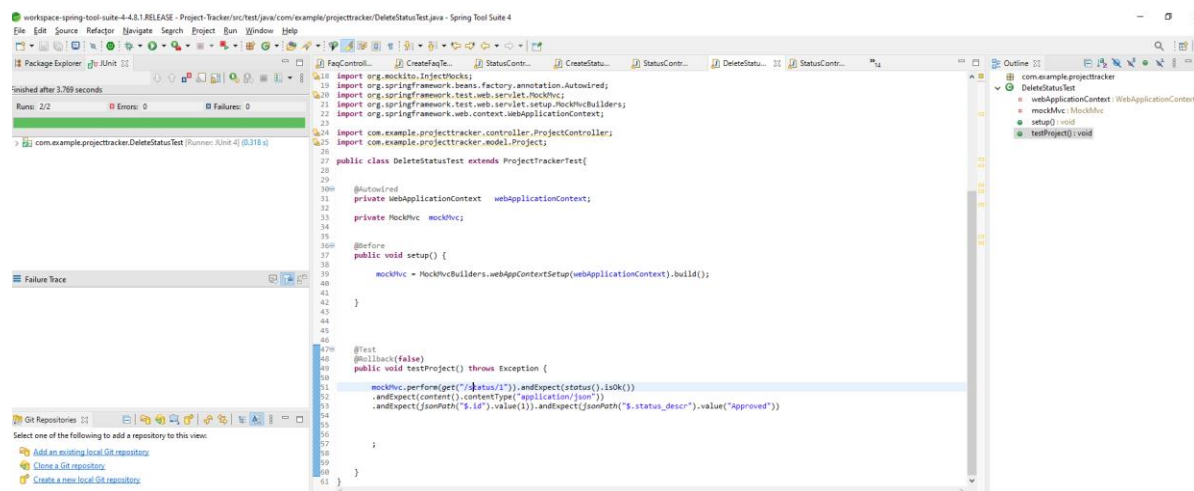 workspace-spring-tool-suite-4-4.8.1.RELEASE - Project-Tracker/src/test/java/com/example/projecttracker/DeleteStatusTest.java - Spring Tool Suite 4
File Edit Source Refactor Navigate Search Project Run Window Help
Package Explorer JUnit
Finished after 3.769 seconds
Runs: 2/2 Errors: 0 Failures: 0
com.example.projecttracker.DeleteStatusTest [Runner: JUnit 4] (0.318 s)
Failure Trace
Git Repositories
Select one of the following to add a repository to this view:
Add an existing local Git repository
Clone a Git repository
Create a new local Git repository
FaqControll... CreateFaqTe... StatusContr... CreateStatu... StatusContr... DeleteStatu... StatusContr... »14
18 import org.mockito.InjectMocks;
19 import org.springframework.beans.factory.annotation.Autowired;
20 import org.springframework.test.web.servlet.MockMvc;
21 import org.springframework.test.web.servlet.setup.MockMvcBuilders;
22 import org.springframework.web.context.WebApplicationContext;
23
24 import com.example.projecttracker.controller.ProjectController;
25 import com.example.projecttracker.model.Project;
26
27 public class DeleteStatusTest extends ProjectTrackerTest{
28
29
30 @Autowired
31 private WebApplicationContext webApplicationContext;
32
33 private MockMvc mockMvc;
34
35
36 @Before
37 public void setup() {
38
39 mockMvc = MockMvcBuilders.webAppContextSetup(webApplicationContext).build();
40
41
42 }
43
44
45
46
47 @Test
48 @Rollback(false)
49 public void testProject() throws Exception {
50
51 mockMvc.perform(get("/status/1")).andExpect(status().isOk())
52 .andExpect(content().contentType("application/json"))
53 .andExpect(jsonPath("$.id").value(1)).andExpect(jsonPath("$.status_descr").value("Approved"))
54
55
56
57 ;
58
59
60 }
61 }
Outline
com.example.projecttracker
DeleteStatusTest
webApplicationContext : WebApplicationContext
mockMvc : MockMvc
setup() : void
testProject() : void